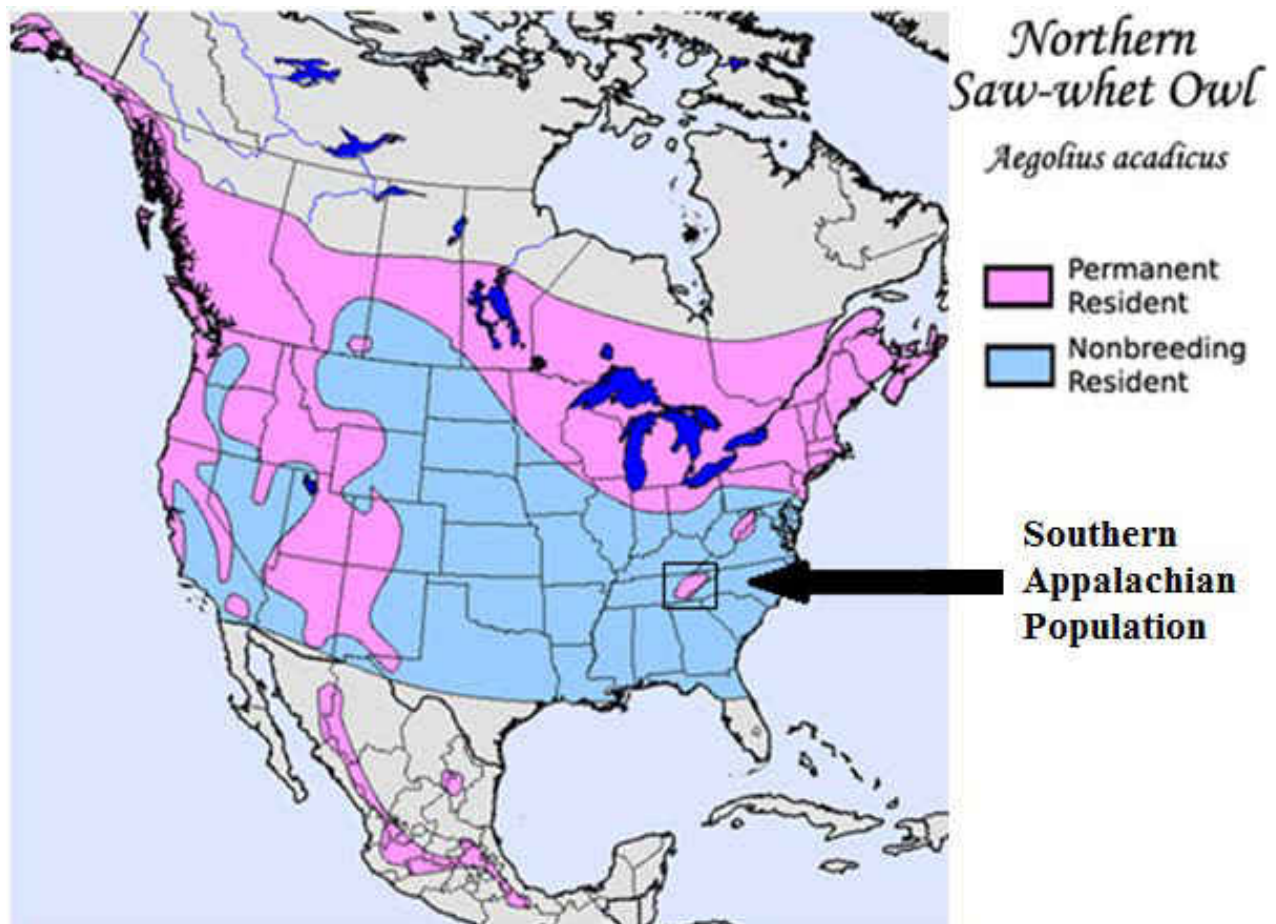 Northern
Saw-whet Owl
Aegolius acadicus
Permanent
Resident
Nonbreeding
Resident
Southern
Appalachian
Population